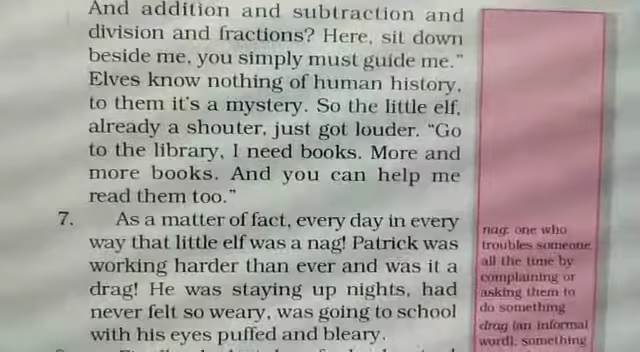 And addition and subtraction and
division and fractions? Here, sit down
beside me, you simply must guide me."
Elves know nothing of human history,
to them it's a mystery. So the little elf,
already a shouter, just got louder. "Go
to the library, I need books. More and
more books. And you can help me
read them too."
7. As a matter of fact, every day in every
way that little elf was a nag! Patrick was
working harder than ever and was it a
drag! He was staying up nights, had
never felt so weary, was going to school
with his eyes puffed and bleary.
nag: one who
troubles someone
all the time by
complaining or
asking them to
do something
drag (an informal
word): something